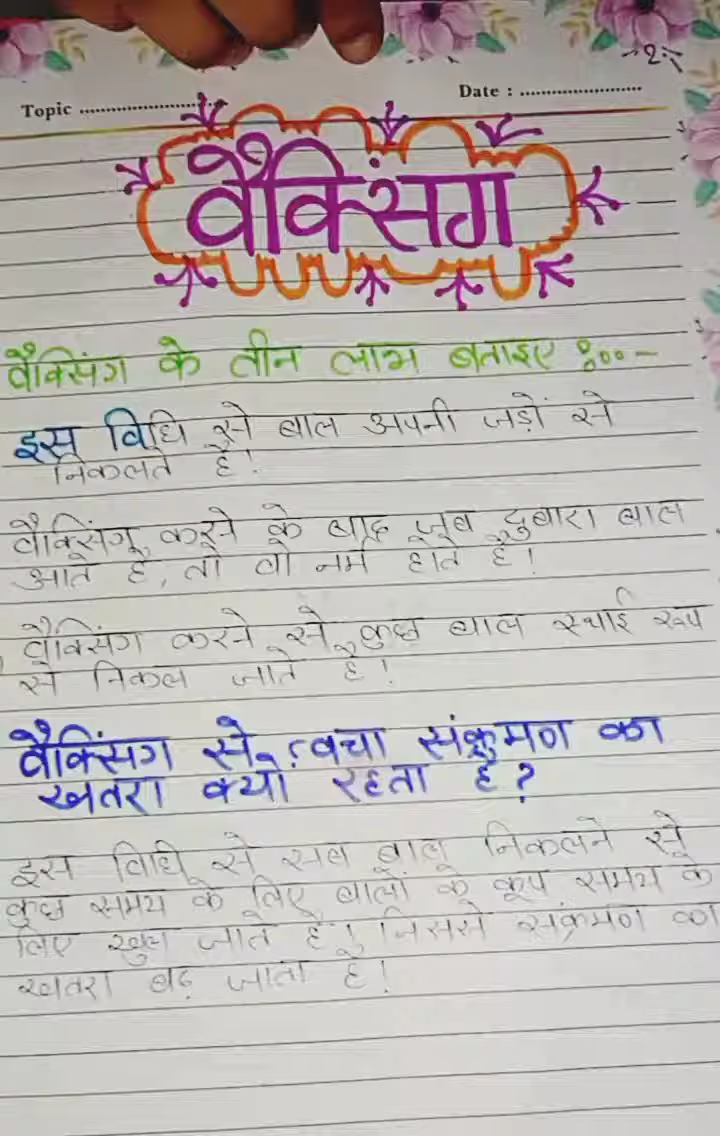 -2-
Topic ........................ Date : ........................
वैक्सिंग
वैक्सिंग के तीन लाभ बताइए :००-
इस विधि से बाल अपनी जड़ों से
निकलते है!
वैक्सिंग करने के बाद जब दुबारा बाल
आते है, तो वो नर्म होते है!
वैक्सिंग करने से कुछ बाल स्थाई रूप
से निकल जाते है!
वैक्सिंग से त्वचा संक्रमण का
खतरा क्यों रहता है?
इस विधि से सब बाल निकलने से
कुछ समय के लिए बालों के कूप समय के
लिए खुल जाते है! जिससे संक्रमण का
खतरा बढ़ जाता है!